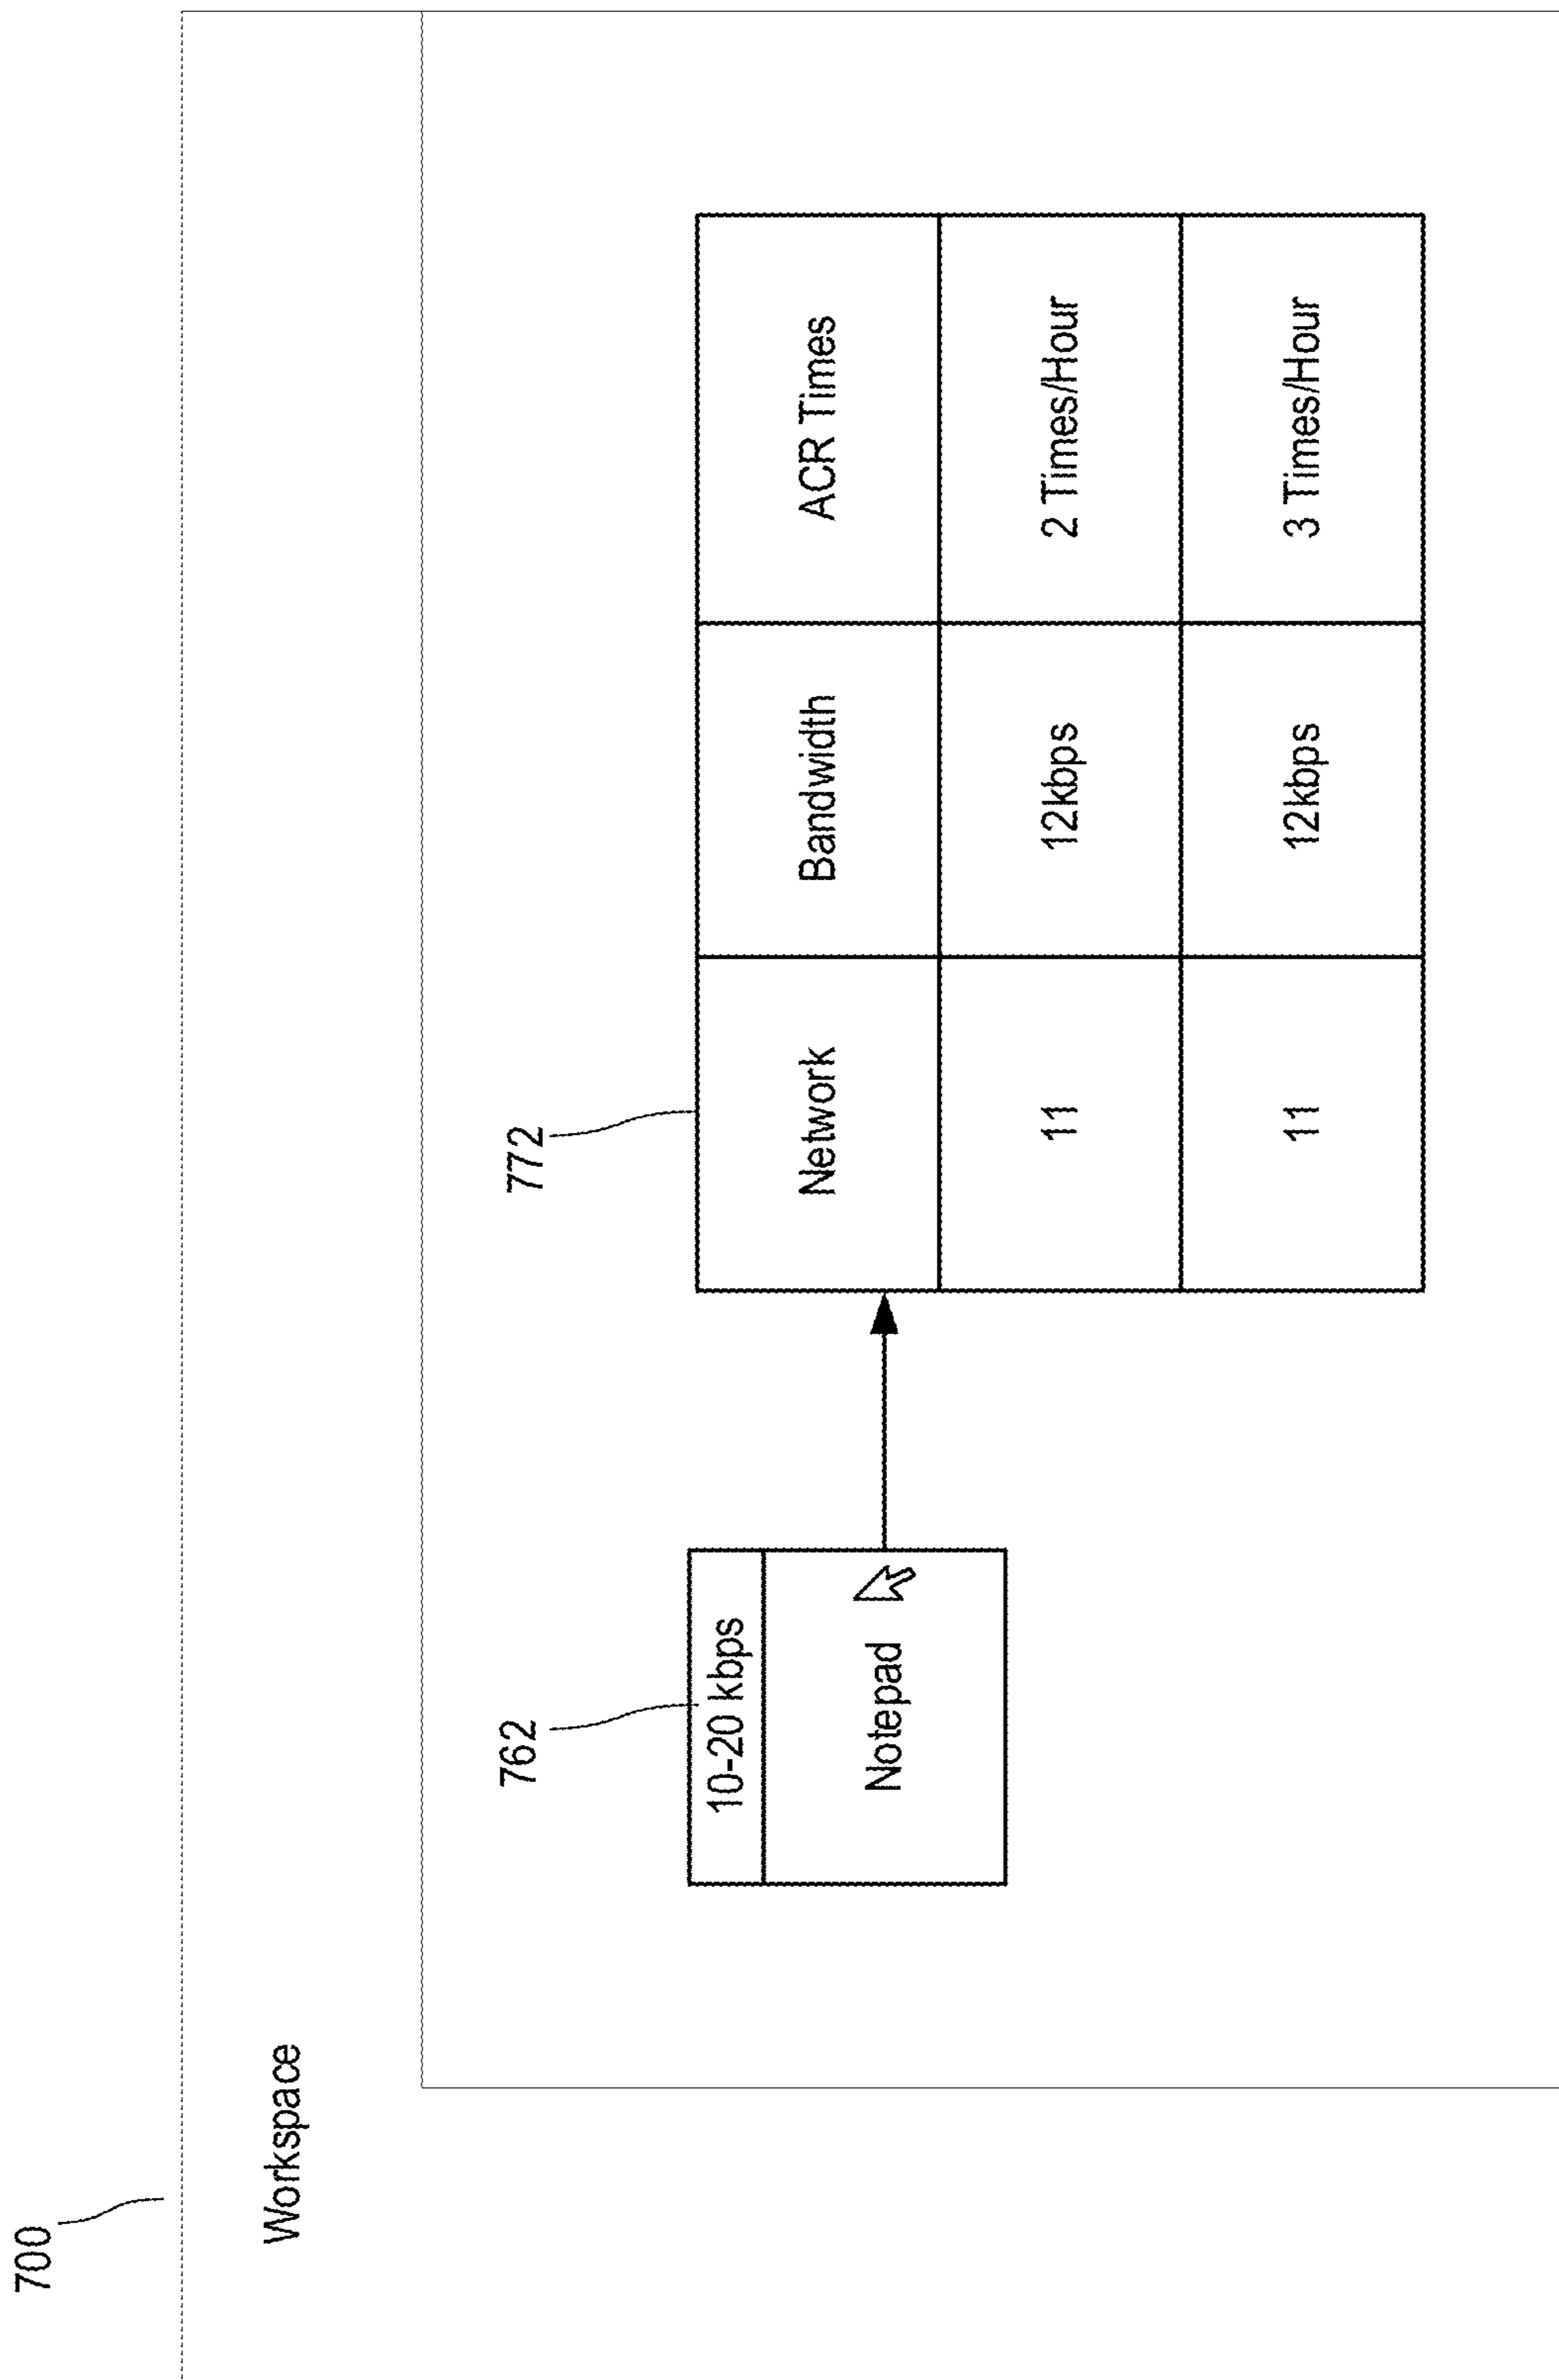 700
Workspace
762
10-20 kbps
Notepad
772
Network Bandwidth ACR Times
11 12kbps 2 Times/Hour
11 12kbps 3 Times/Hour